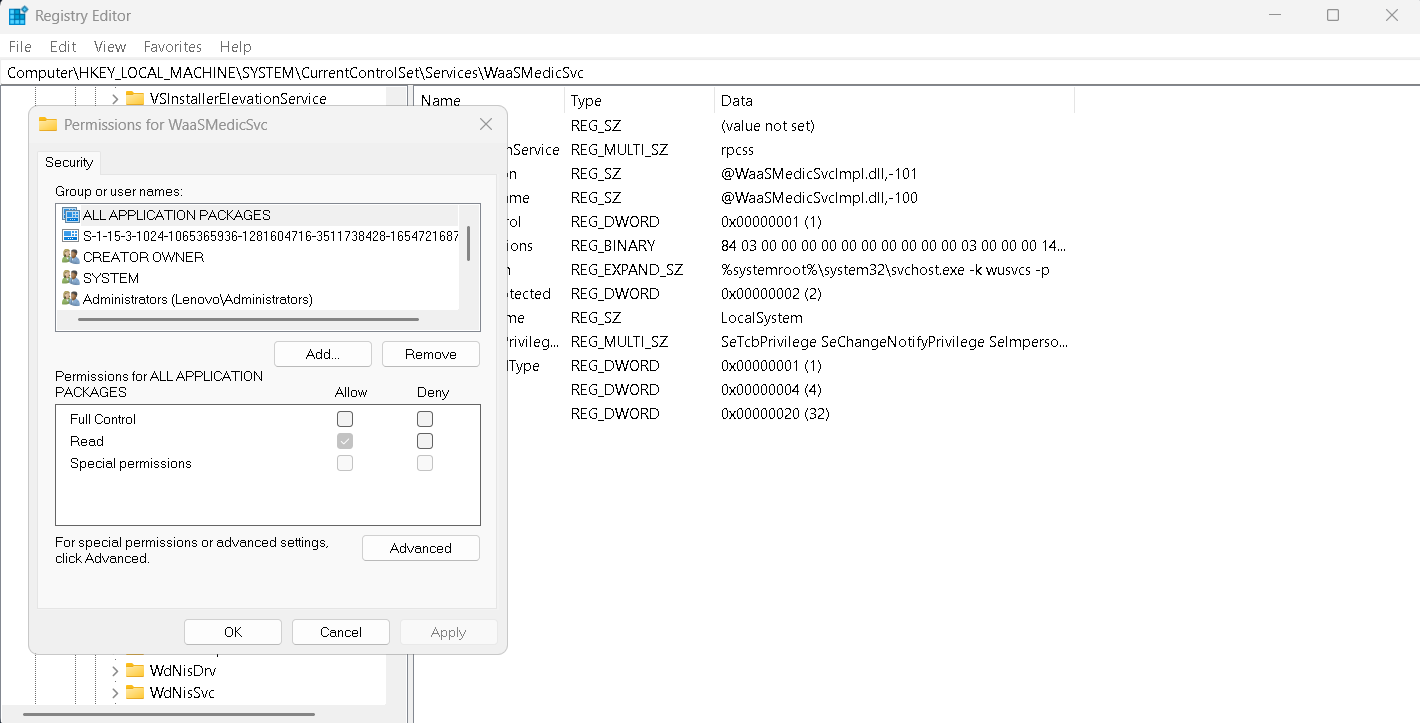 Registry Editor
File Edit View Favorites Help
Computer\HKEY_LOCAL_MACHINE\SYSTEM\CurrentControlSet\Services\WaaSMedicSvc
VSInstallerElevationService
Name Type Data
Permissions for WaaSMedicSvc
Security
Group or user names:
ALL APPLICATION PACKAGES
S-1-15-3-1024-1065365936-1281604716-3511738428-1654721687
CREATOR OWNER
SYSTEM
Administrators (Lenovo\Administrators)
Add... Remove
Permissions for ALL APPLICATION
PACKAGES Allow Deny
Full Control
Read
Special permissions
For special permissions or advanced settings,
click Advanced.
Advanced
OK Cancel Apply
REG_SZ (value not set)
nService REG_MULTI_SZ rpcss
on REG_SZ @WaaSMedicSvcImpl.dll,-101
me REG_SZ @WaaSMedicSvcImpl.dll,-100
rol REG_DWORD 0x00000001 (1)
ions REG_BINARY 84 03 00 00 00 00 00 00 00 00 00 00 03 00 00 00 14...
h REG_EXPAND_SZ %systemroot%\system32\svchost.exe -k wusvcs -p
otected REG_DWORD 0x00000002 (2)
me REG_SZ LocalSystem
Privileg... REG_MULTI_SZ SeTcbPrivilege SeChangeNotifyPrivilege SeImperso...
dType REG_DWORD 0x00000001 (1)
REG_DWORD 0x00000004 (4)
REG_DWORD 0x00000020 (32)
WdNisDrv
WdNisSvc